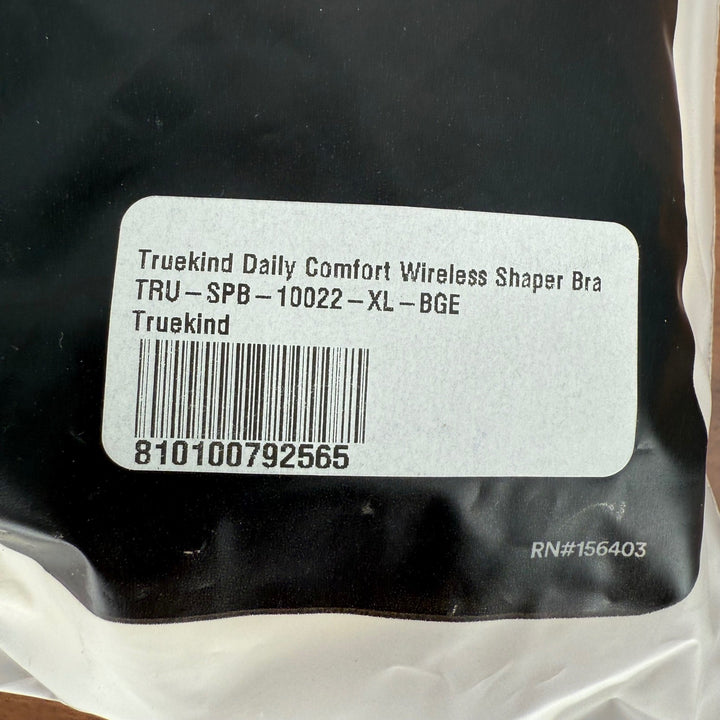 Truekind Daily Comfort Wireless Shaper Bra
TRU-SPB-10022-XL-BGE
Truekind
810100792565
RN#156403